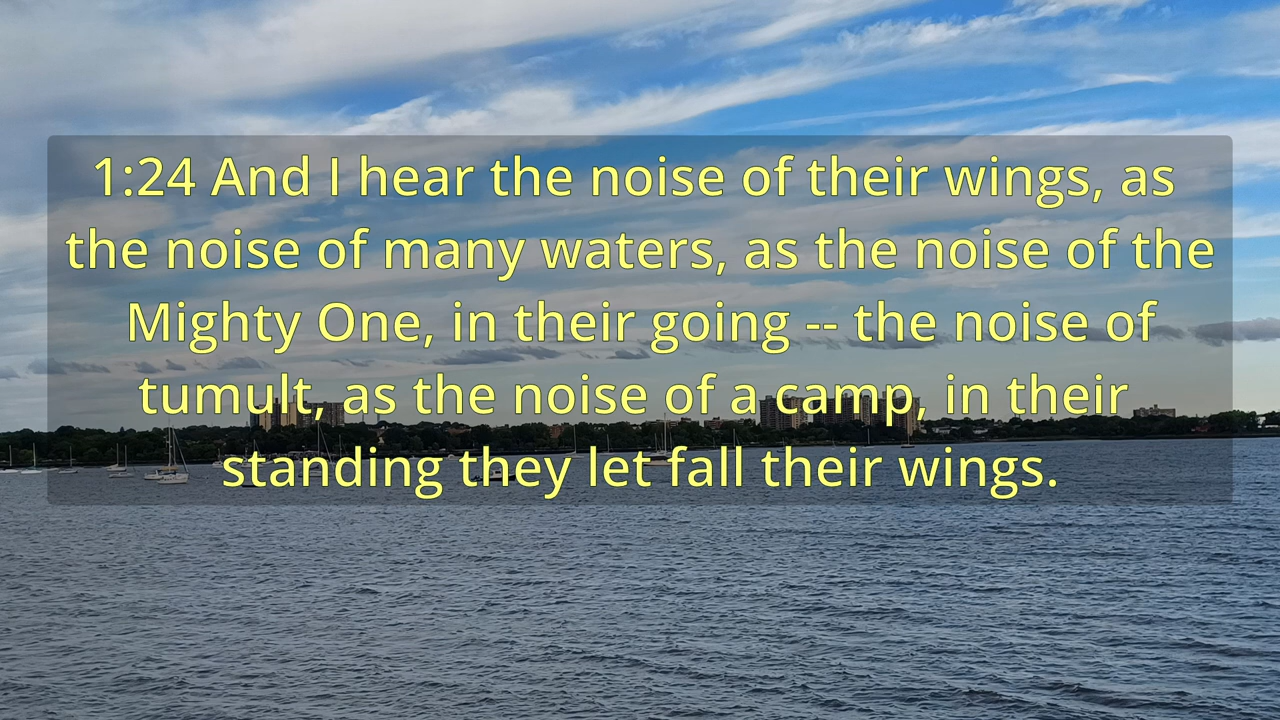 1:24 And I hear the noise of their wings, as
the noise of many waters, as the noise of the
Mighty One, in their going -- the noise of
tumult, as the noise of a camp, in their
standing they let fall their wings.